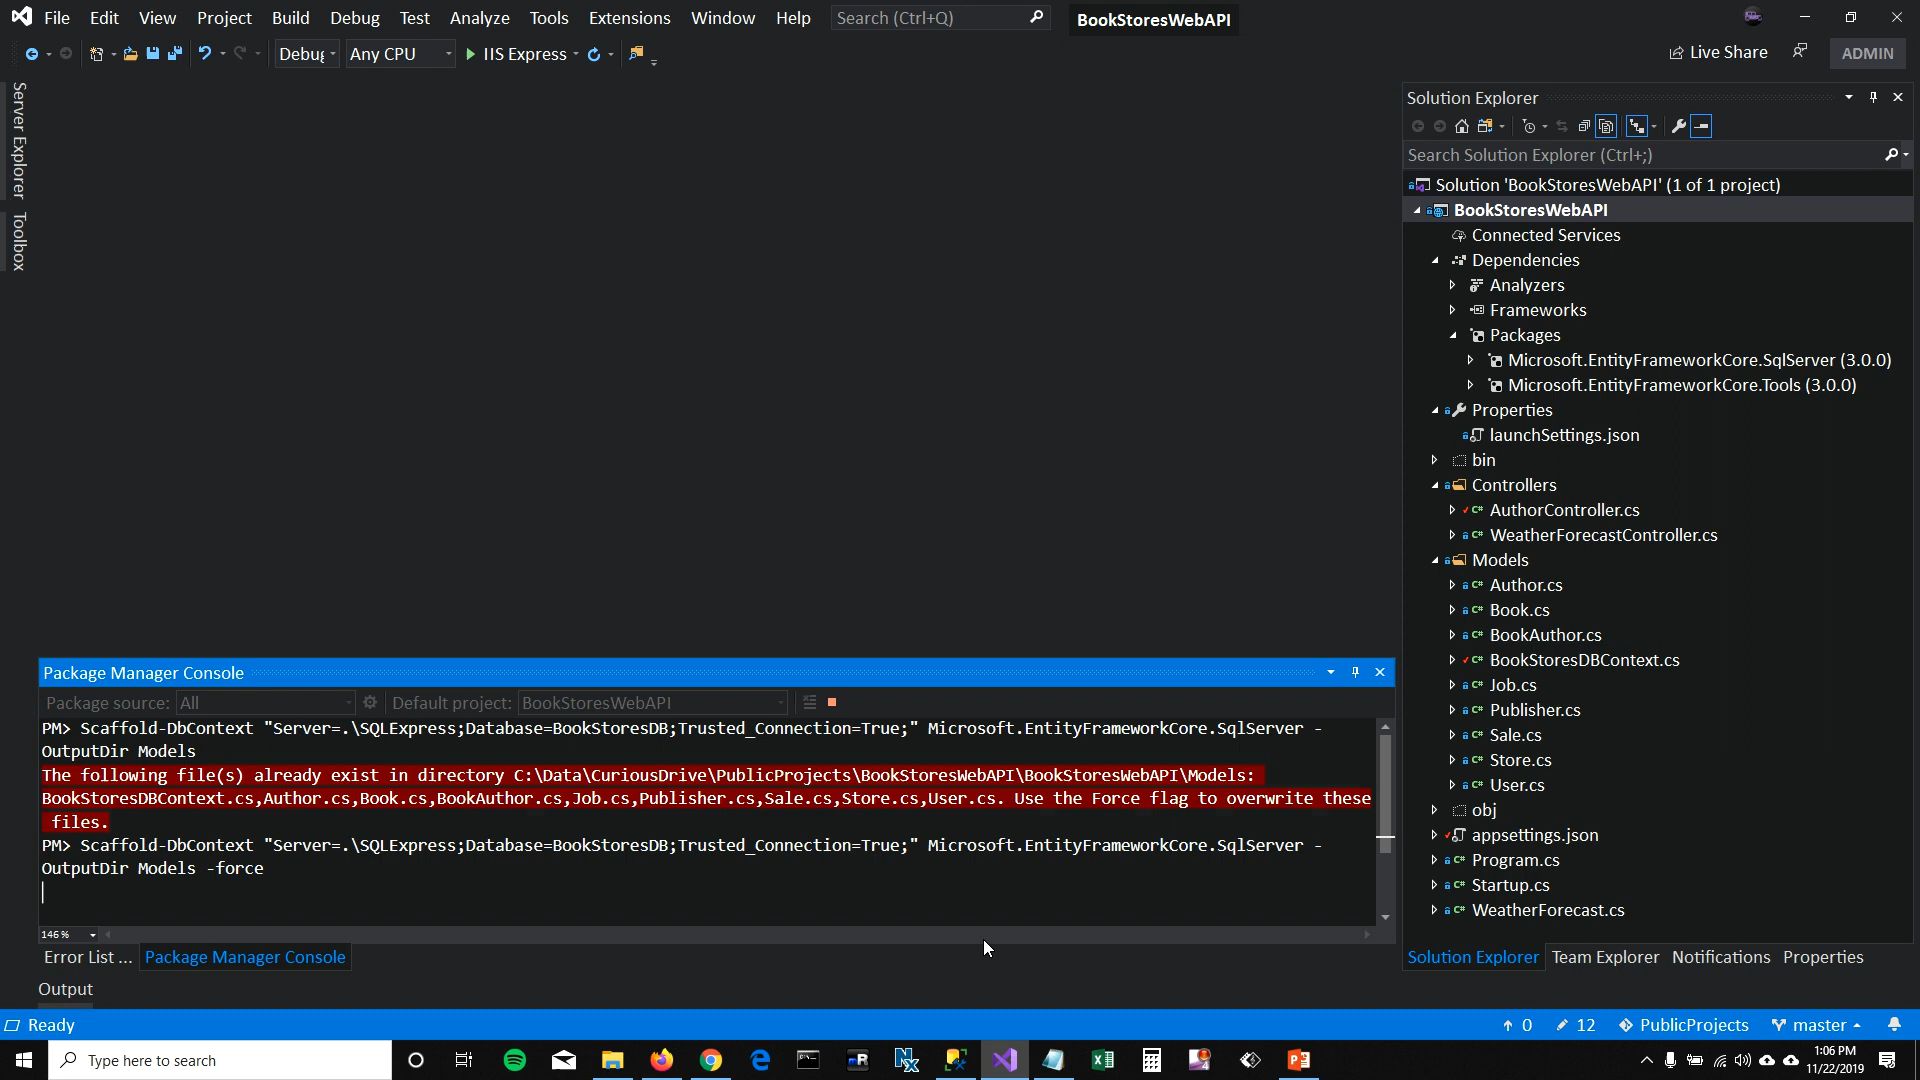 File Edit View Project Build Debug Test Analyze Tools Extensions Window Help Search (Ctrl+Q) BookStoresWebAPI
Debug Any CPU IIS Express Live Share ADMIN
Server Explorer
Toolbox
Solution Explorer
Search Solution Explorer (Ctrl+;)
Solution 'BookStoresWebAPI' (1 of 1 project)
BookStoresWebAPI
Connected Services
Dependencies
Analyzers
Frameworks
Packages
Microsoft.EntityFrameworkCore.SqlServer (3.0.0)
Microsoft.EntityFrameworkCore.Tools (3.0.0)
Properties
launchSettings.json
bin
Controllers
AuthorController.cs
WeatherForecastController.cs
Models
Author.cs
Book.cs
BookAuthor.cs
BookStoresDBContext.cs
Job.cs
Publisher.cs
Sale.cs
Store.cs
User.cs
obj
appsettings.json
Program.cs
Startup.cs
WeatherForecast.cs
Solution Explorer Team Explorer Notifications Properties
Package Manager Console
Package source: All Default project: BookStoresWebAPI
PM> Scaffold-DbContext "Server=.\SQLExpress;Database=BookStoresDB;Trusted_Connection=True;" Microsoft.EntityFrameworkCore.SqlServer -
OutputDir Models
The following file(s) already exist in directory C:\Data\CuriousDrive\PublicProjects\BookStoresWebAPI\BookStoresWebAPI\Models:
BookStoresDBContext.cs,Author.cs,Book.cs,BookAuthor.cs,Job.cs,Publisher.cs,Sale.cs,Store.cs,User.cs. Use the Force flag to overwrite these
files.
PM> Scaffold-DbContext "Server=.\SQLExpress;Database=BookStoresDB;Trusted_Connection=True;" Microsoft.EntityFrameworkCore.SqlServer -
OutputDir Models -force
146 %
Error List ... Package Manager Console
Output
Ready 0 12 PublicProjects master
Type here to search
1:06 PM
11/22/2019